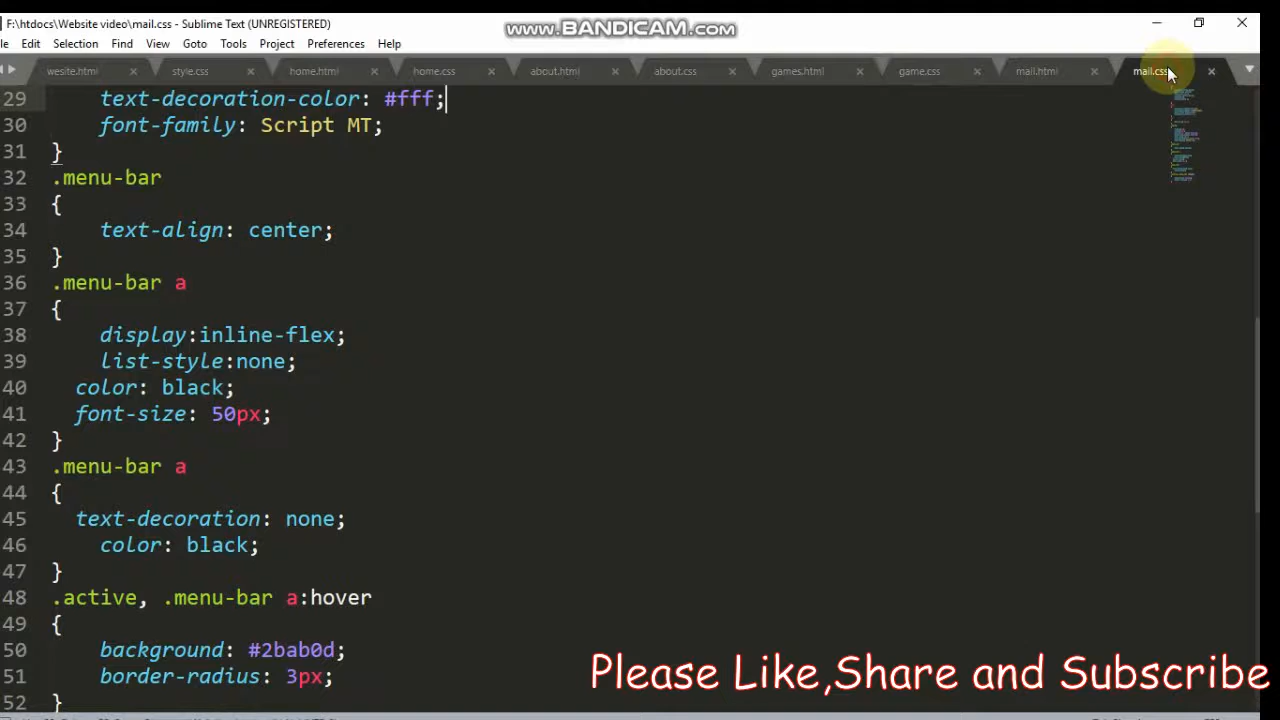 F:\htdocs\Website video\mail.css - Sublime Text (UNREGISTERED)
www.BANDICAM.com
le Edit Selection Find View Goto Tools Project Preferences Help
wesite.html style.css home.html home.css about.html about.css games.html game.css mail.html mail.css
29 text-decoration-color: #fff;
30 font-family: Script MT;
31 }
32 .menu-bar
33 {
34 text-align: center;
35 }
36 .menu-bar a
37 {
38 display:inline-flex;
39 list-style:none;
40 color: black;
41 font-size: 50px;
42 }
43 .menu-bar a
44 {
45 text-decoration: none;
46 color: black;
47 }
48 .active, .menu-bar a:hover
49 {
50 background: #2bab0d;
51 border-radius: 3px;
52 }
Please Like,Share and Subscribe